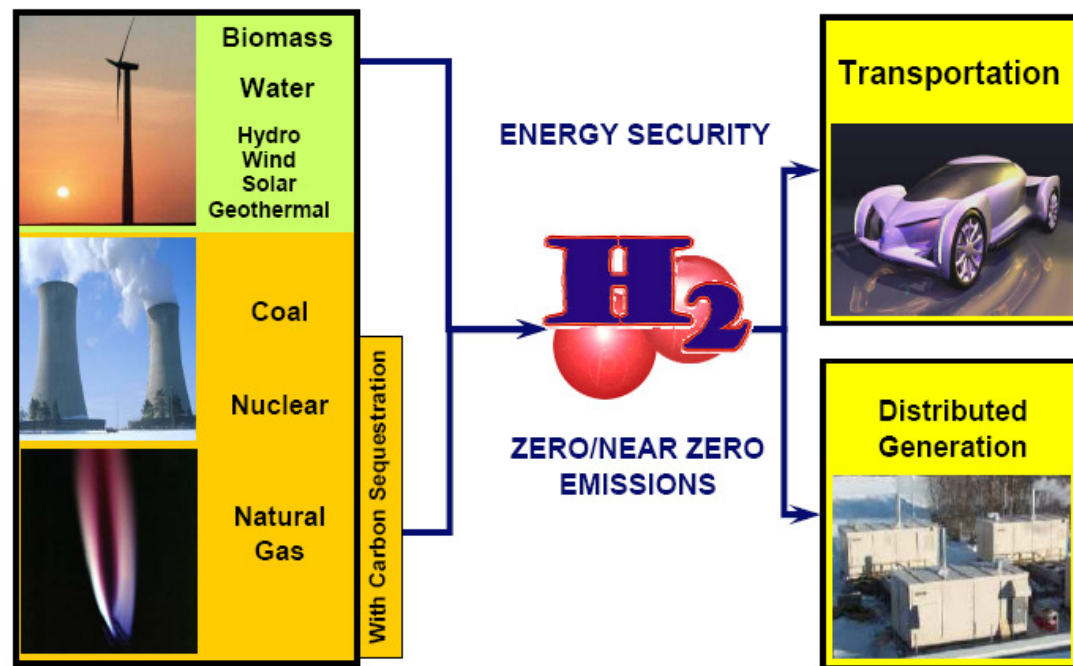 Biomass
Water
Hydro
Wind
Solar
Geothermal
Coal
Nuclear
Natural
Gas
With Carbon Sequestration
ENERGY SECURITY
H2
ZERO/NEAR ZERO
EMISSIONS
Transportation
Distributed
Generation